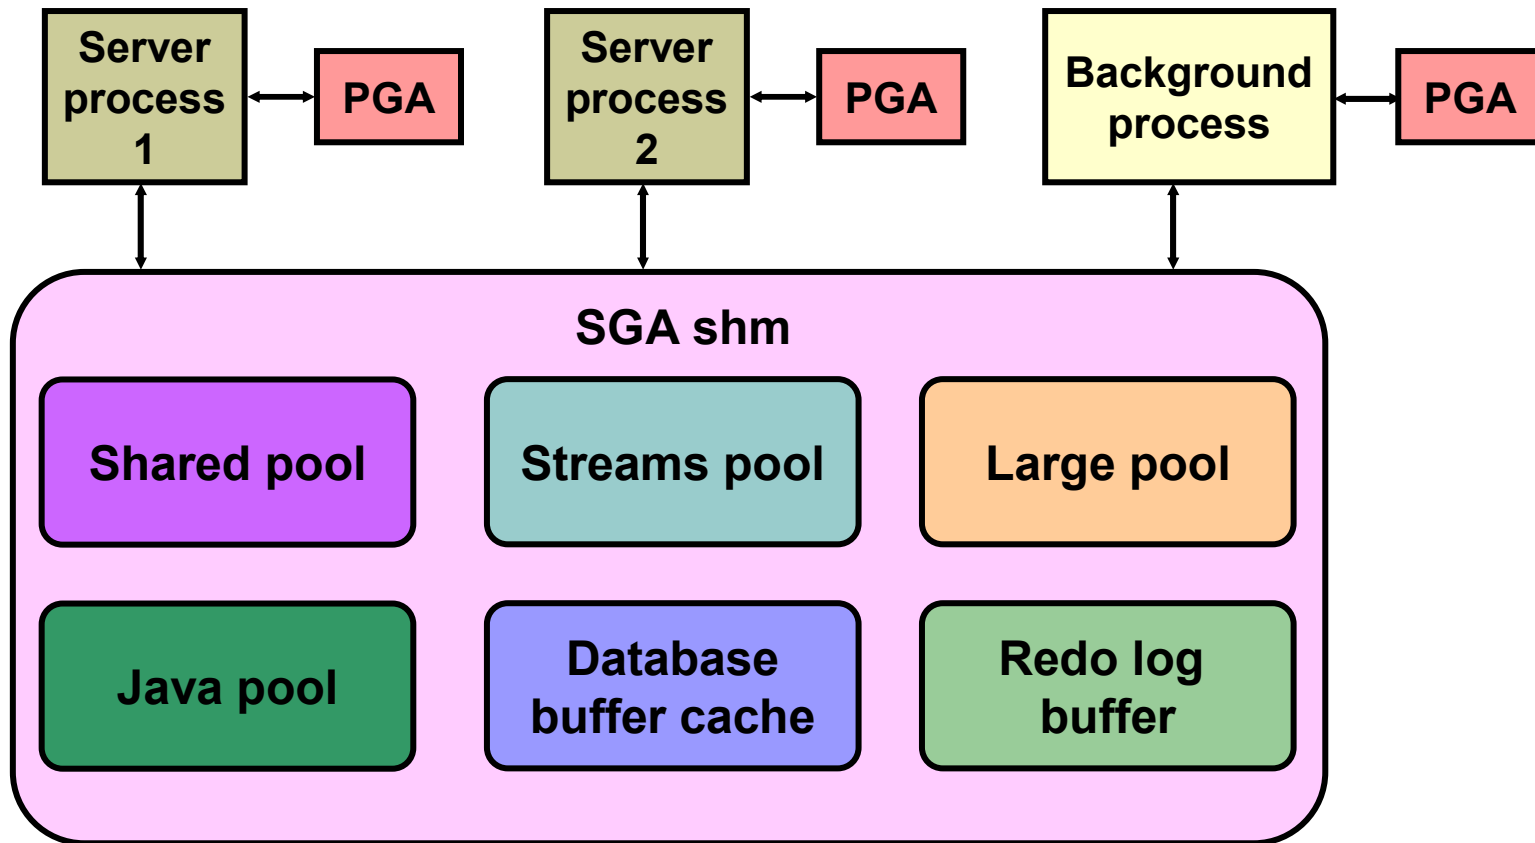 Server
process
1
PGA
Server
process
2
PGA
Background
process
PGA
SGA shm
Shared pool
Streams pool
Large pool
Java pool
Database
buffer cache
Redo log
buffer